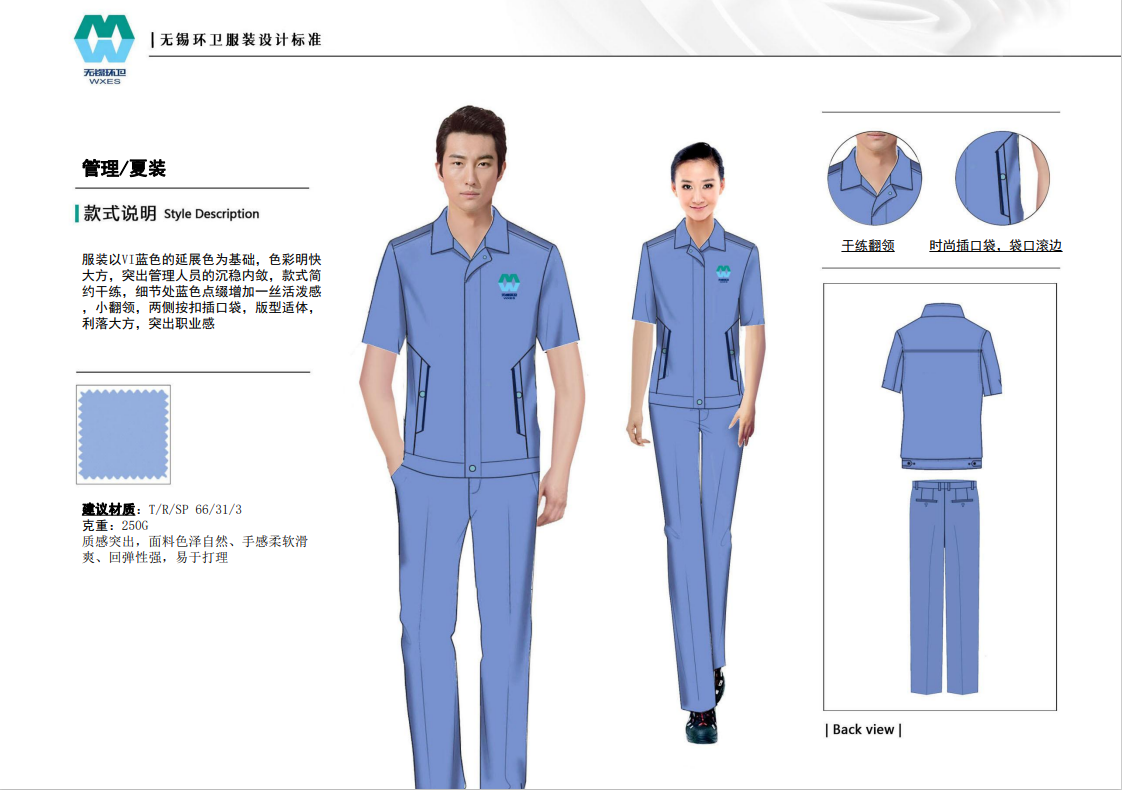 无锡环卫服装设计标准
无锡环卫
WXES
管理/夏装
款式说明 Style Description
服装以VI蓝色的延展色为基础，色彩明快
大方，突出管理人员的沉稳内敛，款式简
约干练，细节处蓝色点缀增加一丝活泼感
，小翻领，两侧按扣插口袋，版型适体，
利落大方，突出职业感
建议材质：T/R/SP 66/31/3
克重：250G
质感突出，面料色泽自然、手感柔软滑
爽、回弹性强，易于打理
干练翻领
时尚插口袋，袋口滚边
| Back view |